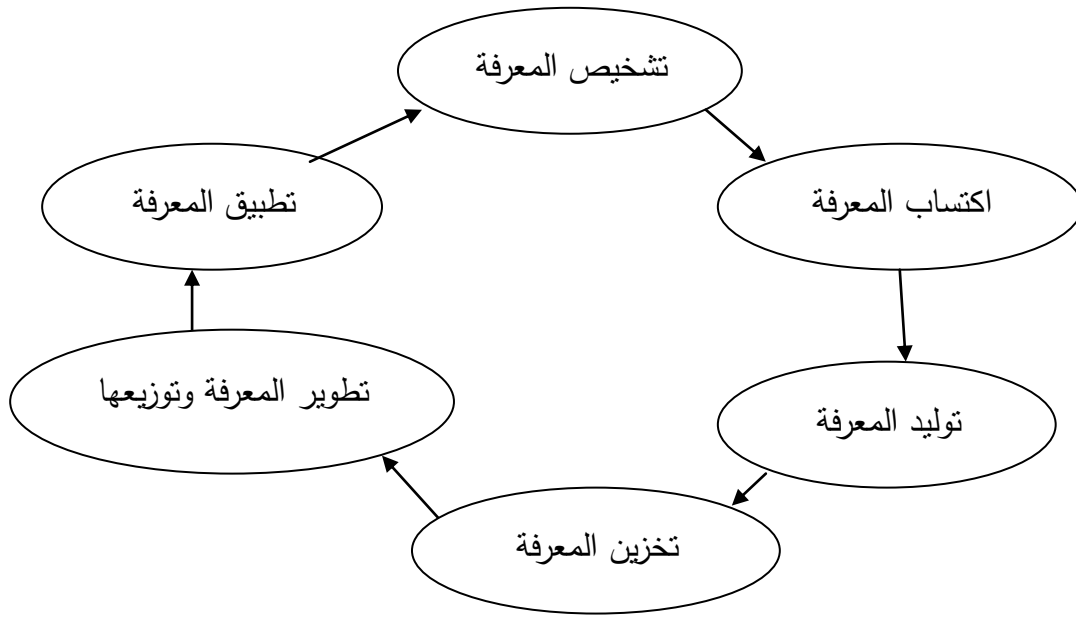 تشخيص المعرفة
اكتساب المعرفة
توليد المعرفة
تخزين المعرفة
تطوير المعرفة وتوزيعها
تطبيق المعرفة